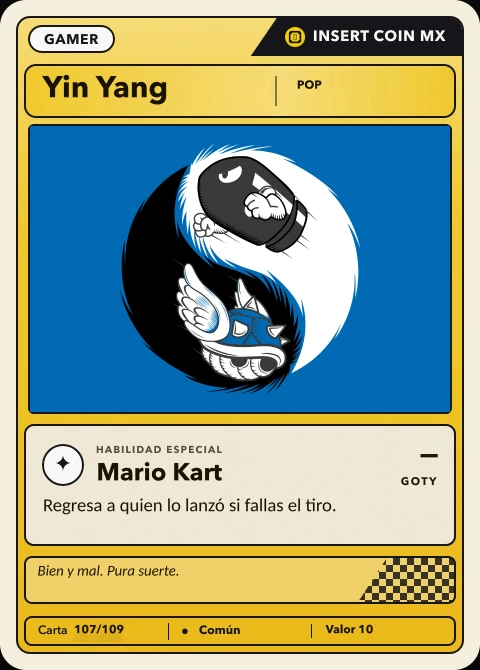 GAMER
INSERT COIN MX
Yin Yang
POP
HABILIDAD ESPECIAL
Mario Kart
—
GOTY
Regresa a quien lo lanzó si fallas el tiro.
Bien y mal. Pura suerte.
Carta 107/109 • Común Valor 10